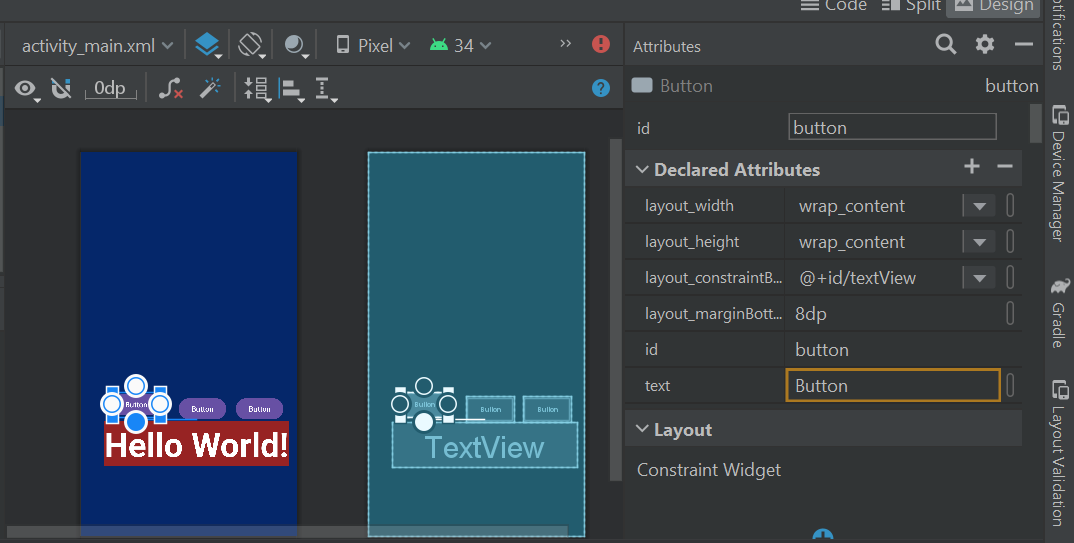 Code Split Design
activity_main.xml Pixel 34 »
Attributes
0dp ?
Button button
id button
Declared Attributes
layout_width wrap_content
layout_height wrap_content
layout_constraintB... @+id/textView
layout_marginBott... 8dp
id button
text Button
Layout
Constraint Widget
Button Button Button
Hello World!
Button Button Button
TextView
otifications
Device Manager
Gradle
Layout Validation